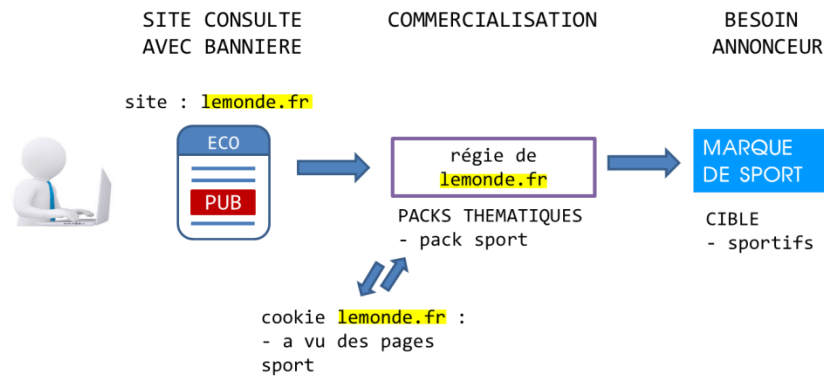 SITE CONSULTE
AVEC BANNIERE
COMMERCIALISATION
BESOIN
ANNONCEUR
site : lemonde.fr
ECO
PUB
régie de
lemonde.fr
PACKS THEMATIQUES
- pack sport
MARQUE
DE SPORT
CIBLE
- sportifs
cookie lemonde.fr :
- a vu des pages
sport